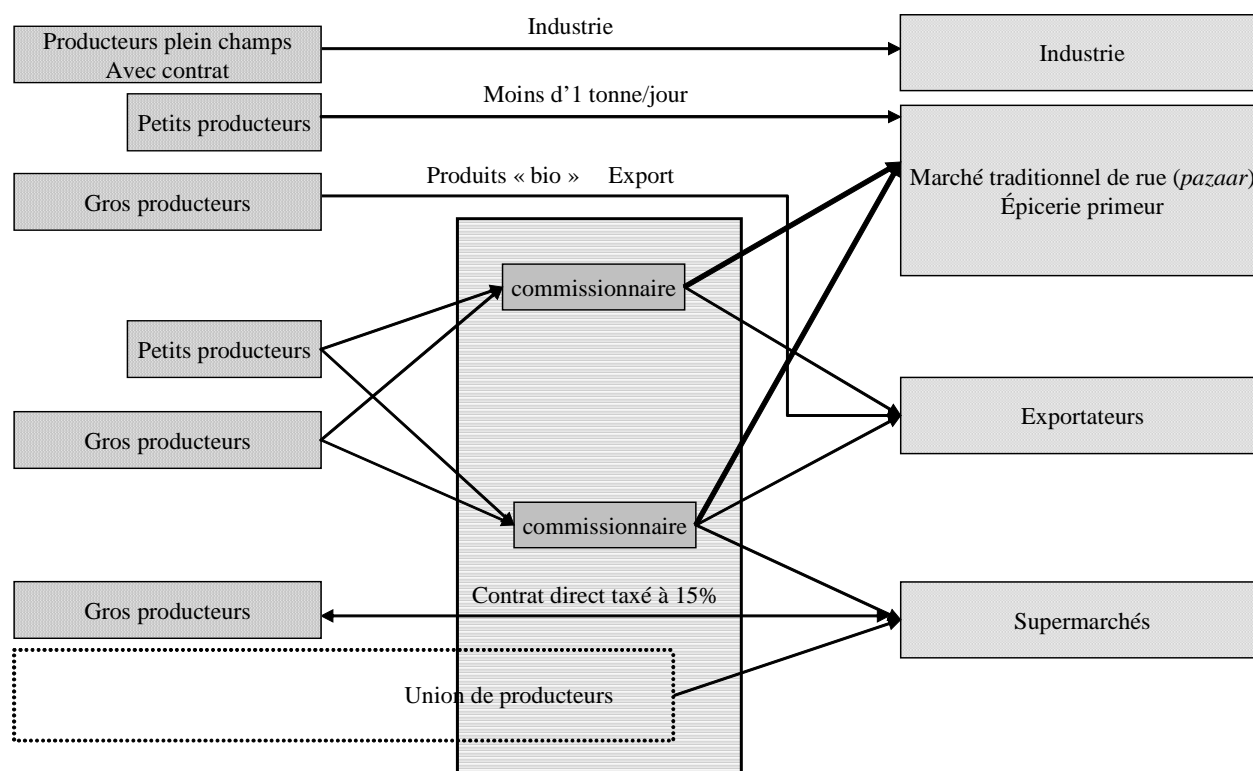 Industrie
Producteurs plein champs
Avec contrat
Industrie
Moins d’1 tonne/jour
Petits producteurs
Marché traditionnel de rue (pazaar)
Épicerie primeur
Produits « bio » Export
Gros producteurs
commissionnaire
Petits producteurs
Gros producteurs
Exportateurs
commissionnaire
Contrat direct taxé à 15%
Gros producteurs
Supermarchés
Union de producteurs